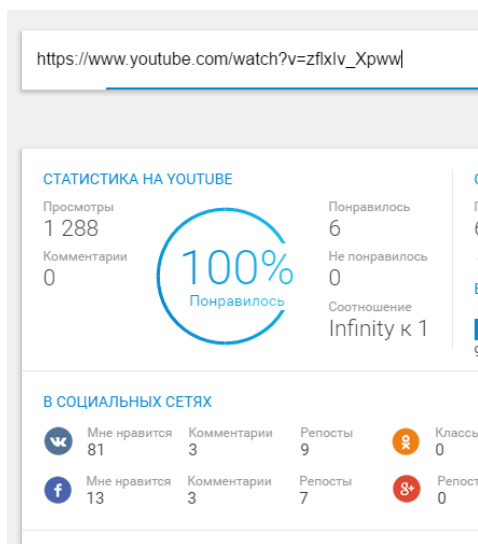 https://www.youtube.com/watch?v=zflxIv_Xpww
СТАТИСТИКА НА YOUTUBE
Просмотры
1 288
Комментарии
0
100%
Понравилось
Понравилось
6
Не понравилось
0
Соотношение
Infinity к 1
В СОЦИАЛЬНЫХ СЕТЯХ
Мне нравится Комментарии Репосты
81 3 9
Классы
0
Мне нравится Комментарии Репосты
13 3 7
Репост
0